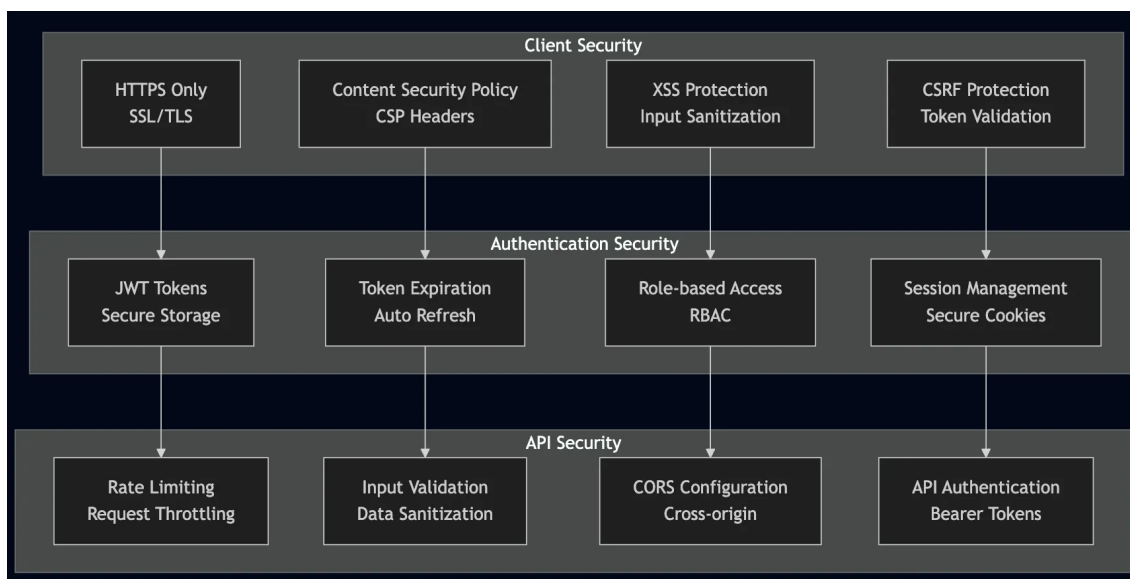 Client Security
HTTPS Only
SSL/TLS
Content Security Policy
CSP Headers
XSS Protection
Input Sanitization
CSRF Protection
Token Validation
Authentication Security
JWT Tokens
Secure Storage
Token Expiration
Auto Refresh
Role-based Access
RBAC
Session Management
Secure Cookies
API Security
Rate Limiting
Request Throttling
Input Validation
Data Sanitization
CORS Configuration
Cross-origin
API Authentication
Bearer Tokens